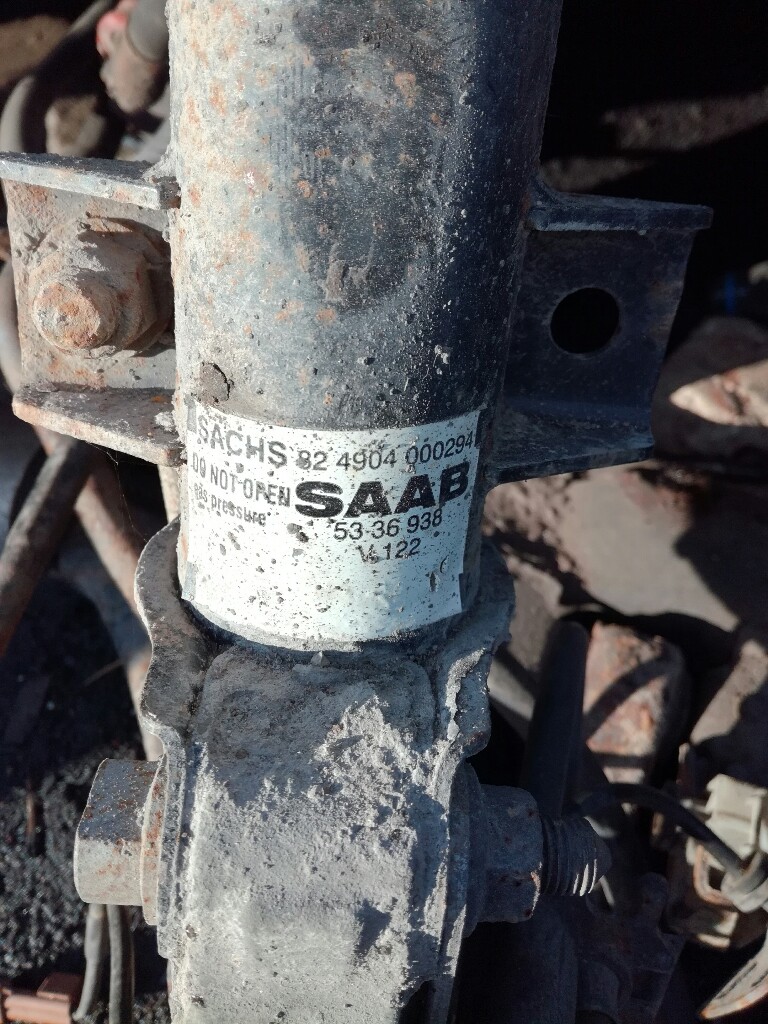 SACHS 82 4904 000294
DO NOT OPEN SAAB
gas pressure 53 36 938
122